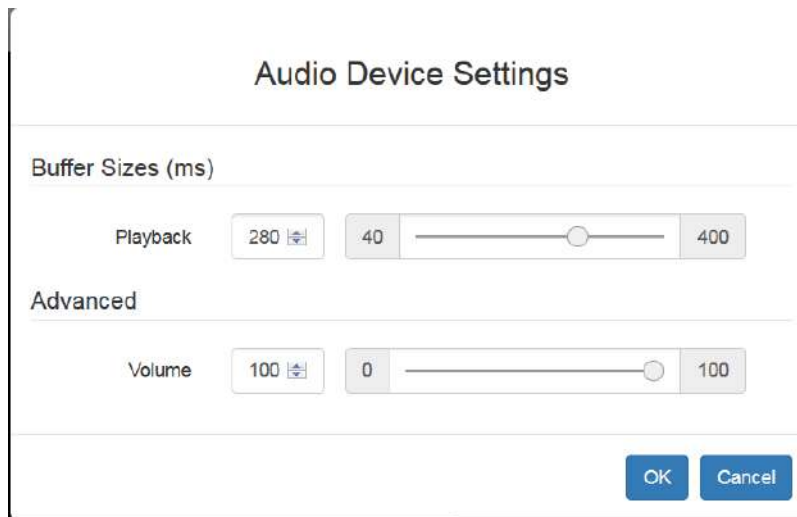 Audio Device Settings
Buffer Sizes (ms)
Playback 280 40 400
Advanced
Volume 100 0 100
OK Cancel